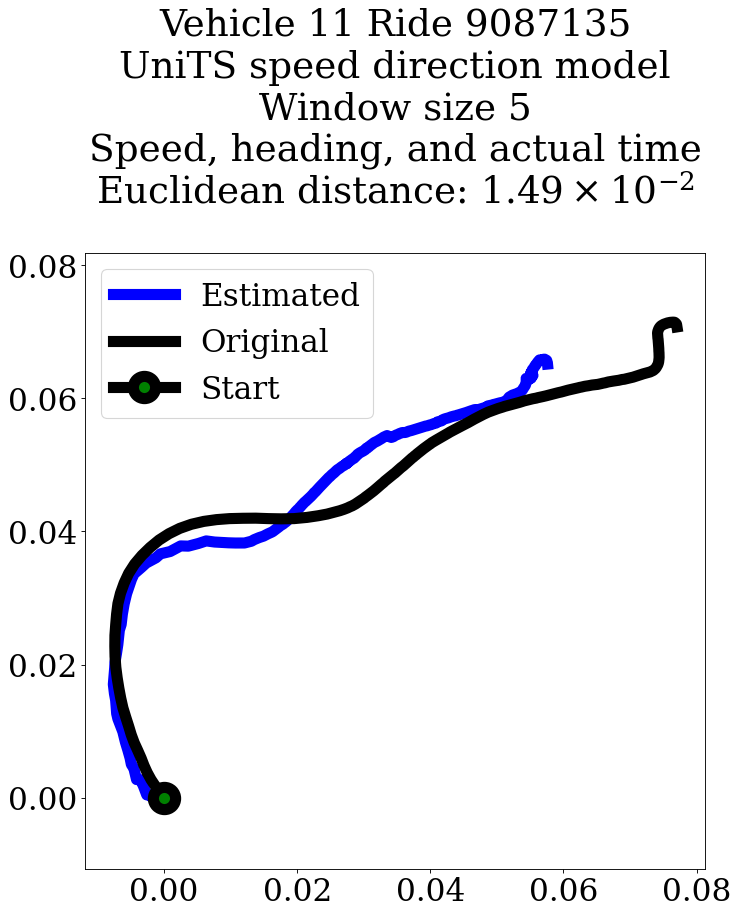 Vehicle 11 Ride 9087135
UniTS speed direction model
Window size 5
Speed, heading, and actual time
Euclidean distance: 1.49 × 10⁻²
Estimated
Original
Start
0.08
0.06
0.04
0.02
0.00
0.00 0.02 0.04 0.06 0.08